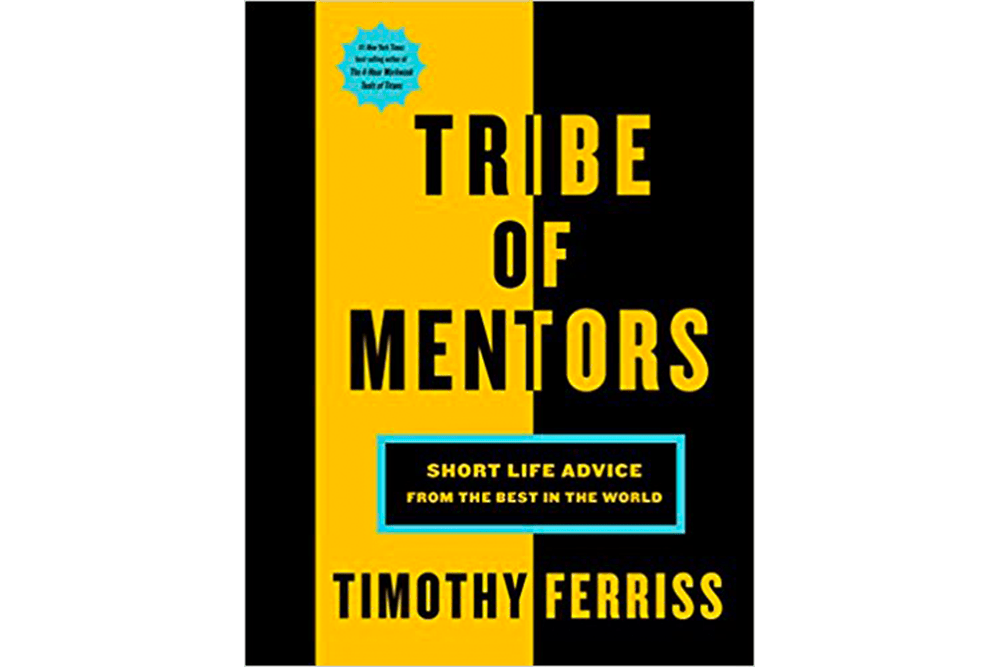 #1 New York Times
best-selling author of
The 4-Hour Workweek
Tools of Titans
TRIBE
OF
MENTORS
SHORT LIFE ADVICE
FROM THE BEST IN THE WORLD
TIMOTHY FERRISS